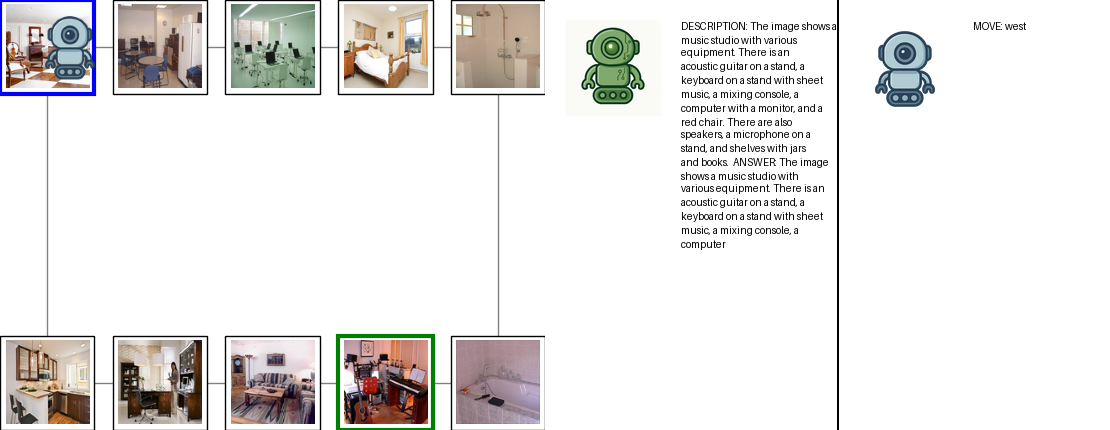 DESCRIPTION: The image shows a
music studio with various
equipment. There is an
acoustic guitar on a stand, a
keyboard on a stand with sheet
music, a mixing console, a
computer with a monitor, and a
red chair. There are also
speakers, a microphone on a
stand, and shelves with jars
and books. ANSWER: The image
shows a music studio with
various equipment. There is an
acoustic guitar on a stand, a
keyboard on a stand with sheet
music, a mixing console, a
computer
MOVE: west